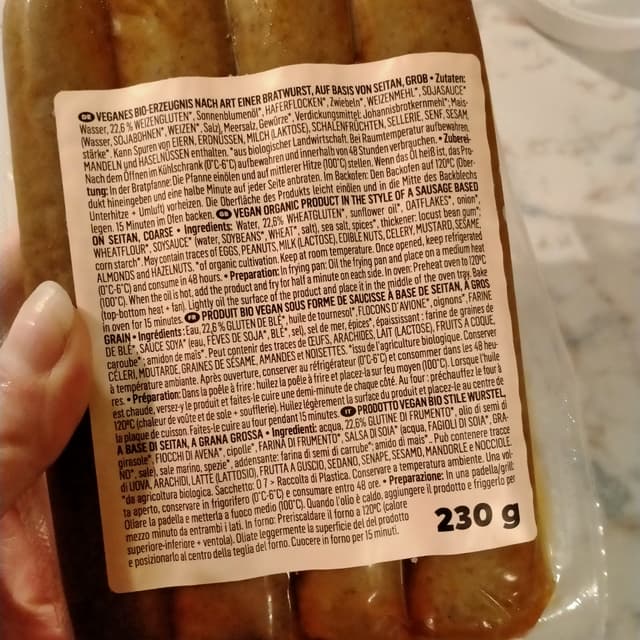 DE VEGANES BIO-ERZEUGNIS NACH ART EINER BRATWURST, AUF BASIS VON SEITAN, GROB • Zutaten:
Wasser, 22,6 % WEIZENGLUTEN*, Sonnenblumenöl*, HAFERFLOCKEN*, Zwiebeln*, WEIZENMEHL*, SOJASAUCE*
(Wasser, SOJABOHNEN*, WEIZEN*, Salz), Meersalz, Gewürze*, Verdickungsmittel: Johannisbrotkernmehl*; Mais-
stärke*. Kann Spuren von EIERN, ERDNÜSSEN, MILCH (LAKTOSE), SCHALENFRÜCHTEN, SELLERIE, SENF, SESAM,
MANDELN und HASELNÜSSEN enthalten. *aus biologischer Landwirtschaft. Bei Raumtemperatur aufbewahren.
Nach dem Öffnen im Kühlschrank (0°C-6°C) aufbewahren und innerhalb von 48 Stunden verbrauchen. • Zuberei-
tung: In der Bratpfanne: Die Pfanne einölen und auf mittlerer Hitze (100°C) stellen. Wenn das Öl heiß ist, das Pro-
dukt hineingeben und eine halbe Minute auf jeder Seite anbraten. Im Backofen: Den Backofen auf 120°C (Ober-
Unterhitze + Umluft) vorheizen. Die Oberfläche des Produkts leicht einölen und in die Mitte des Backblechs
legen. 15 Minuten im Ofen backen. GB VEGAN ORGANIC PRODUCT IN THE STYLE OF A SAUSAGE BASED
ON SEITAN, COARSE • Ingredients: Water, 22,6% WHEATGLUTEN*, sunflower oil*, OATFLAKES*, onion*,
WHEATFLOUR*, SOYSAUCE* (water, SOYBEANS*, WHEAT*, salt), sea salt, spices*, thickener: locust bean gum*;
corn starch*. May contain traces of EGGS, PEANUTS, MILK (LACTOSE), EDIBLE NUTS, CELERY, MUSTARD, SESAME
ALMONDS and HAZELNUTS. *of organic cultivation. Keep at room temperature. Once opened, keep refrigerated
(0°C-6°C) and consume in 48 hours. • Preparation: In frying pan: Oil the frying pan and place on a medium heat
(100°C). When the oil is hot, add the product and fry for half a minute on each side. In oven: Preheat oven to 120°C
(top-bottom heat + fan). Lightly oil the surface of the product and place it in the middle of the oven tray. Bake
in oven for 15 minutes. FR PRODUIT BIO VEGAN SOUS FORME DE SAUCISSE À BASE DE SEITAN, À GROS
GRAIN • Ingrédients: Eau, 22,6 % GLUTEN DE BLÉ*, huile de tournesol*, FLOCONS D'AVOINE*, oignons*, FARINE
DE BLÉ*, SAUCE SOYA* (eau, FÈVES DE SOJA*, BLÉ*, sel), sel de mer, épices*, épaississant: farine de graines de
caroube*; amidon de maïs*. Peut contenir des traces de ŒUFS, ARACHIDES, LAIT (LACTOSE), FRUITS A COQUE,
CÉLERI, MOUTARDE, GRAINES DE SÉSAME, AMANDES et NOISETTES. *issu de l'agriculture biologique. Conserver
à température ambiante. Après ouverture, conserver au réfrigérateur (0°C-6°C) et consommer dans les 48 heu-
res. • Préparation: Dans la poêle à frire: huilez la poêle à frire et placez-la sur feu moyen (100°C). Lorsque l'huile
est chaude, versez-y le produit et faites-le cuire une demi-minute de chaque côté. Au four: préchauffez le four à
120°C (chaleur de voûte et de sole + soufflerie). Huilez légèrement la surface du produit et placez-le au centre de
la plaque de cuisson. Faites-le cuire au four pendant 15 minutes. IT PRODOTTO VEGAN BIO STILE WURSTEL,
A BASE DI SEITAN, A GRANA GROSSA • Ingredienti: acqua, 22,6% GLUTINE DI FRUMENTO*, olio di semi di
girasole*, FIOCCHI DI AVENA*, cipolle*, FARINA DI FRUMENTO*, SALSA DI SOIA* (acqua, FAGIOLI DI SOIA*, GRA-
NO*, sale), sale marino, spezie*, addensante: farina di semi di carrube*; amido di mais*. Può contenere tracce
di UOVA, ARACHIDI, LATTE (LATTOSIO), FRUTTA A GUSCIO, SEDANO, SENAPE, SESAMO, MANDORLE e NOCCIOLE.
*da agricoltura biologica. Sacchetto: O 7 > Raccolta di Plastica. Conservare a temperatura ambiente. Una vol-
ta aperto, conservare in frigorifero (0°C-6°C) e consumare entro 48 ore. • Preparazione: In una padella/grill:
Oliare la padella e metterla a fuoco medio (100°C). Quando l'olio è caldo, aggiungere il prodotto e friggerlo per
mezzo minuto da entrambi i lati. In forno: Preriscaldare il forno a 120°C (calore
superiore-inferiore + ventola). Oliate leggermente la superficie del del prodotto
e posizionarlo al centro della teglia del forno. Cuocere in forno per 15 minuti.
230 g